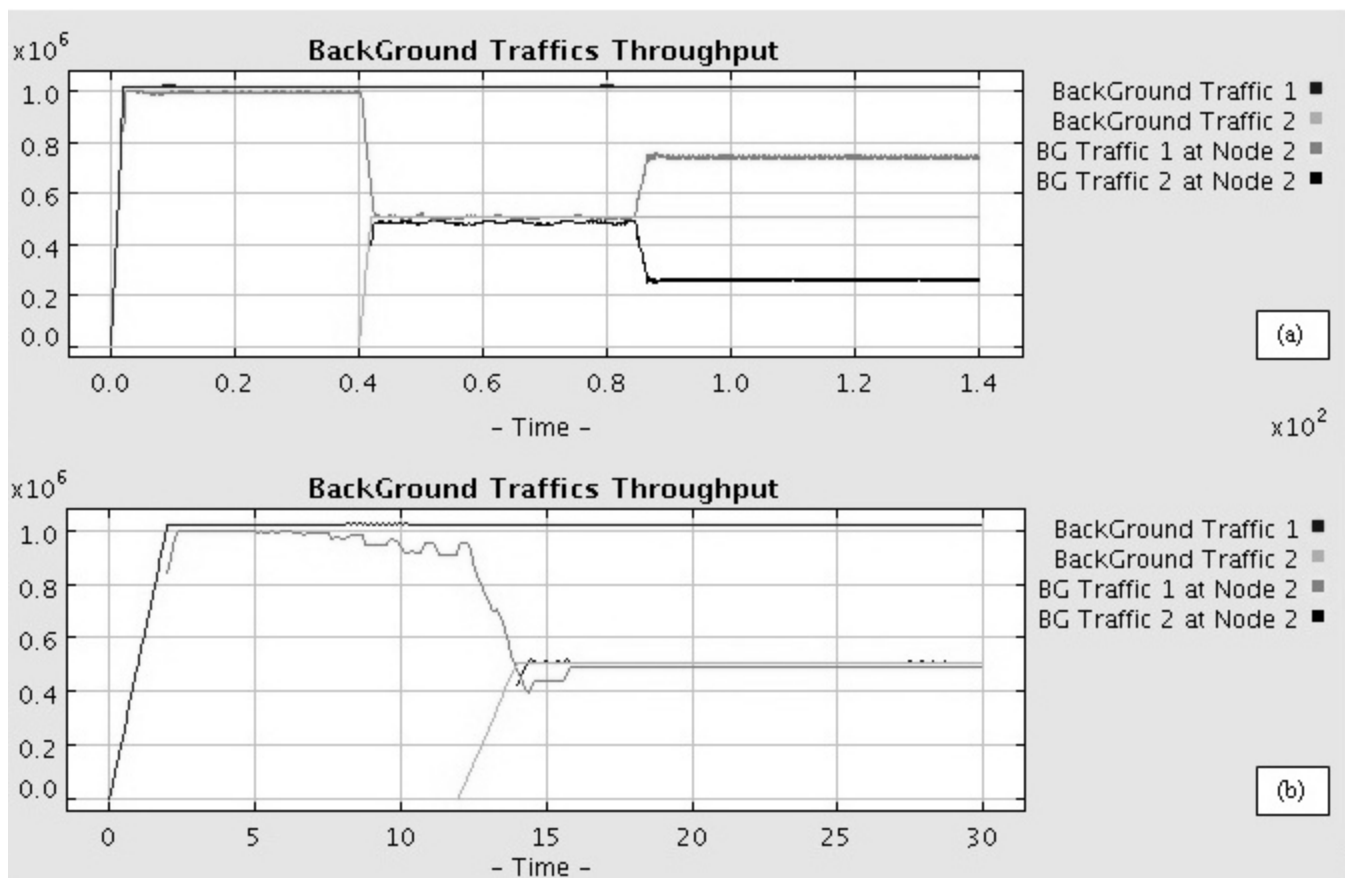 x10^6
BackGround Traffics Throughput
1.0
0.8
0.6
0.4
0.2
0.0
BackGround Traffic 1
BackGround Traffic 2
BG Traffic 1 at Node 2
BG Traffic 2 at Node 2
(a)
0.0 0.2 0.4 0.6 0.8 1.0 1.2 1.4
- Time -
x10^2
x10^6
BackGround Traffics Throughput
1.0
0.8
0.6
0.4
0.2
0.0
BackGround Traffic 1
BackGround Traffic 2
BG Traffic 1 at Node 2
BG Traffic 2 at Node 2
(b)
0 5 10 15 20 25 30
- Time -